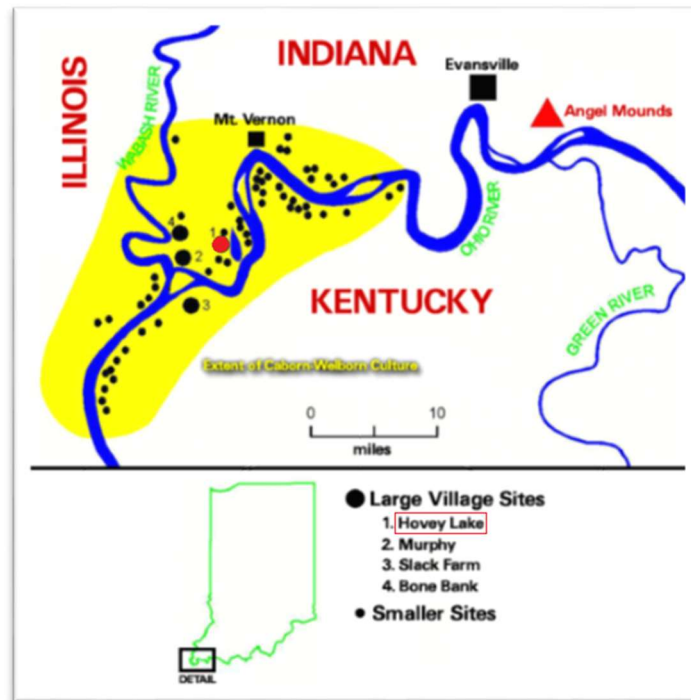 INDIANA
ILLINOIS
WABASH RIVER
Evansville
Mt. Vernon
Angel Mounds
OHIO RIVER
4
1
2
3
KENTUCKY
GREEN RIVER
Extent of Caborn-Welborn Culture
0 10
miles
Large Village Sites
1. Hovey Lake
2. Murphy
3. Slack Farm
4. Bone Bank
Smaller Sites
DETAIL